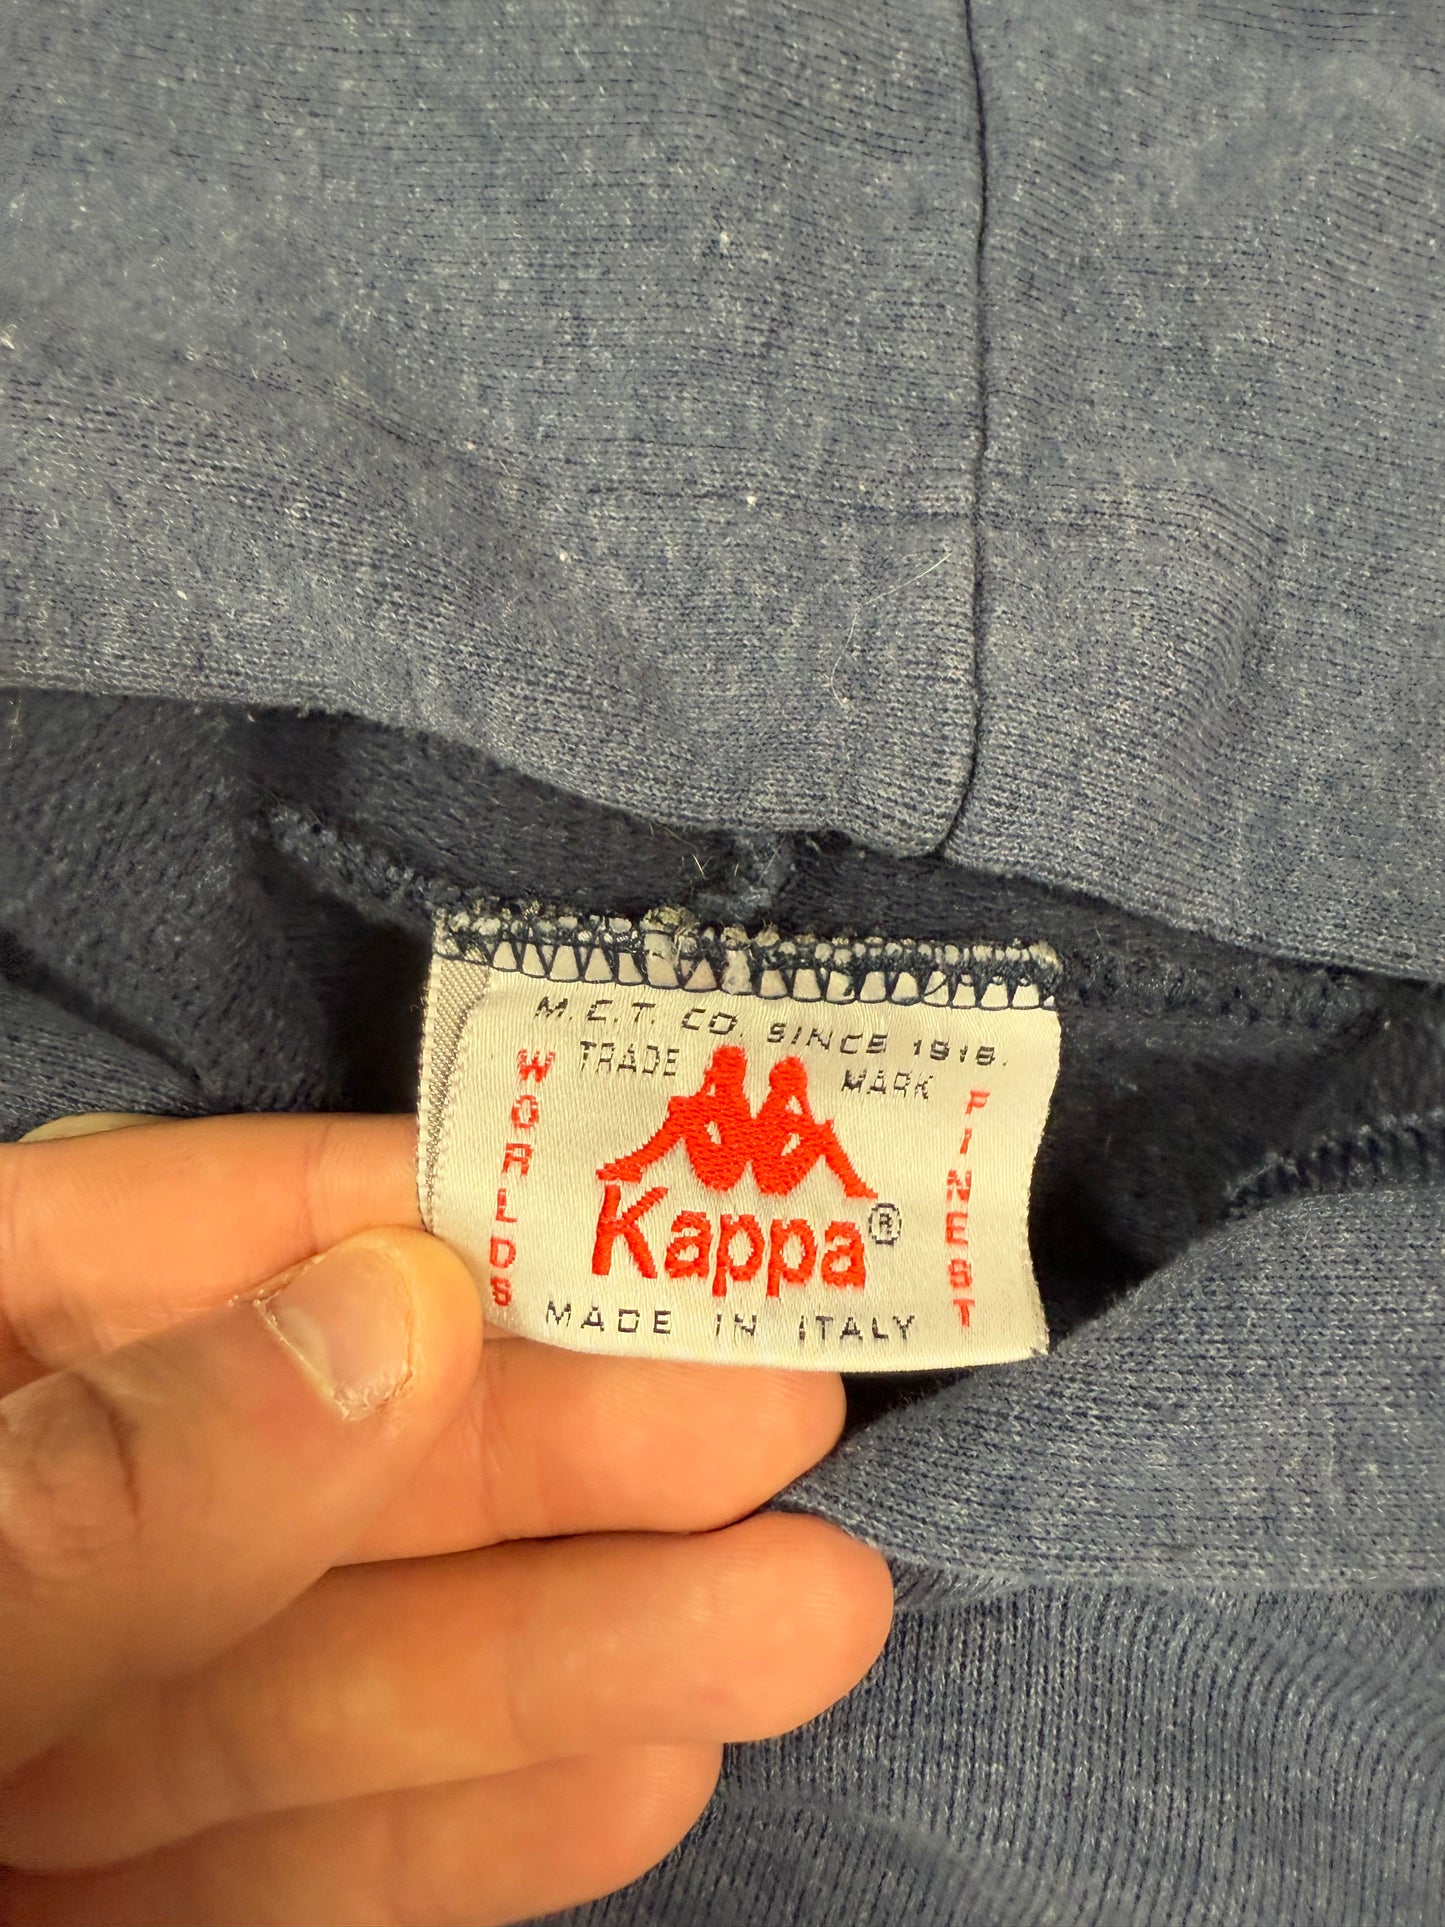 M.C.T. CO. SINCE 1916.
TRADE MARK
WORLDS
FINEST
Kappa®
MADE IN ITALY